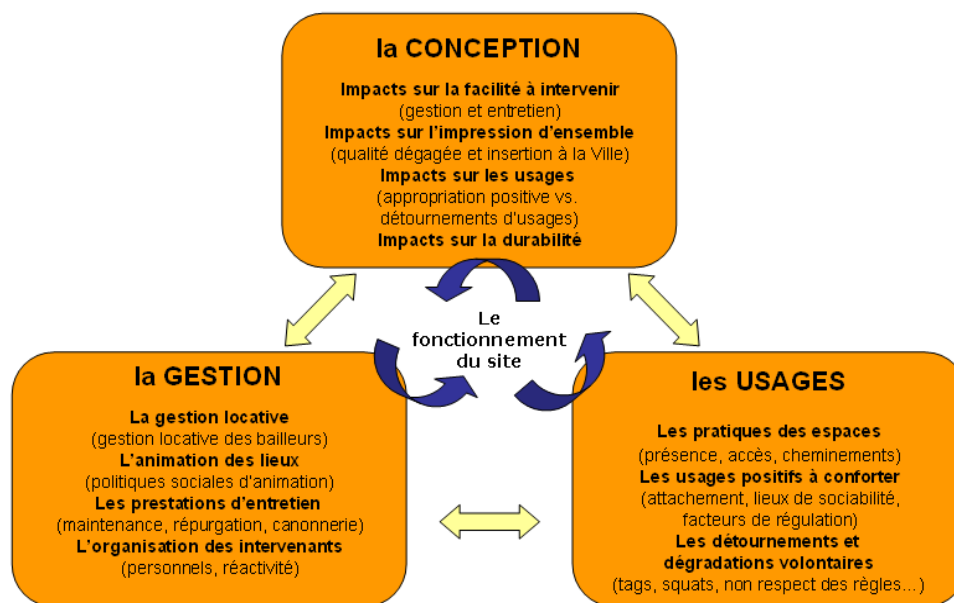 la CONCEPTION
Impacts sur la facilité à intervenir
(gestion et entretien)
Impacts sur l'impression d'ensemble
(qualité dégagée et insertion à la Ville)
Impacts sur les usages
(appropriation positive vs.
détournements d'usages)
Impacts sur la durabilité
Le
fonctionnement
du site
la GESTION
La gestion locative
(gestion locative des bailleurs)
L'animation des lieux
(politiques sociales d'animation)
Les prestations d'entretien
(maintenance, répurgation, canonnerie)
L'organisation des intervenants
(personnels, réactivité)
les USAGES
Les pratiques des espaces
(présence, accès, cheminements)
Les usages positifs à conforter
(attachement, lieux de sociabilité,
facteurs de régulation)
Les détournements et
dégradations volontaires
(tags, squats, non respect des règles...)